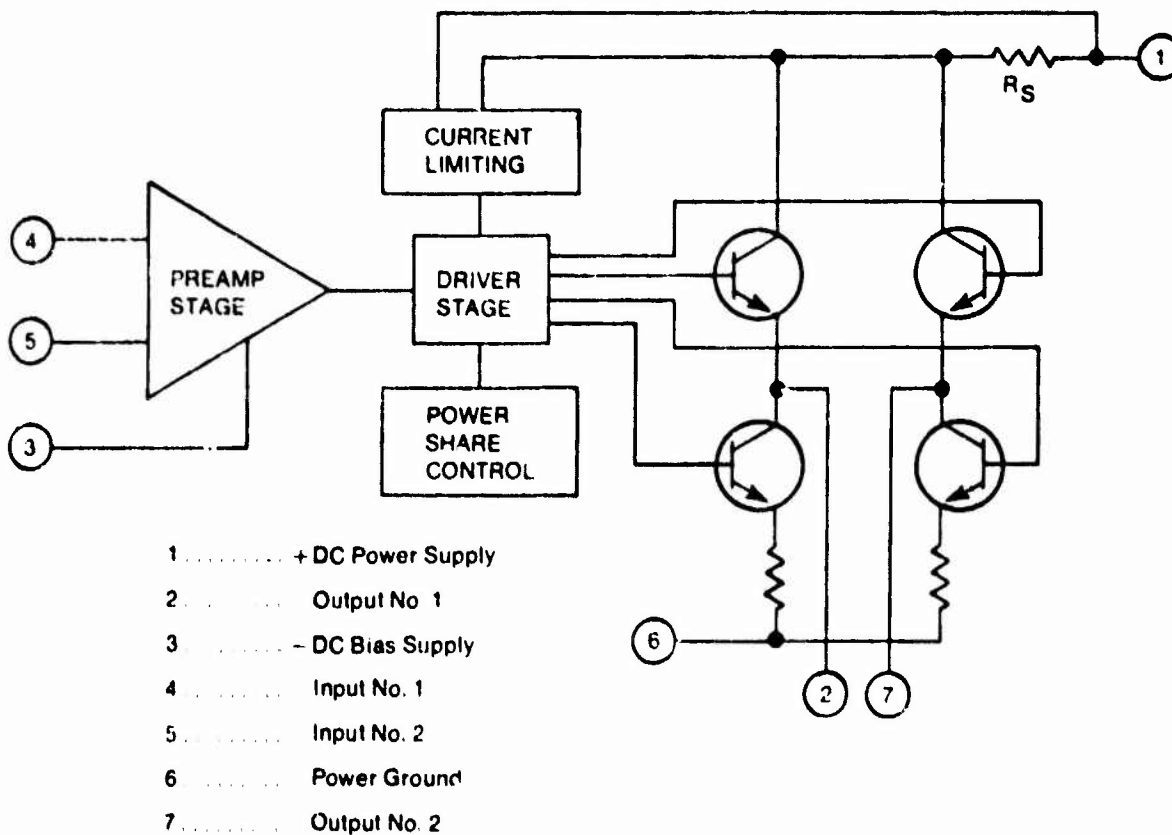 1
R S
CURRENT
LIMITING
4
PREAMP
STAGE
DRIVER
STAGE
5
3
POWER
SHARE
CONTROL
1 ......... + DC Power Supply
2 ......... Output No 1
3 ......... - DC Bias Supply
4 ......... Input No. 1
5 ......... Input No. 2
6 ......... Power Ground
7 ......... Output No. 2
6
2
7